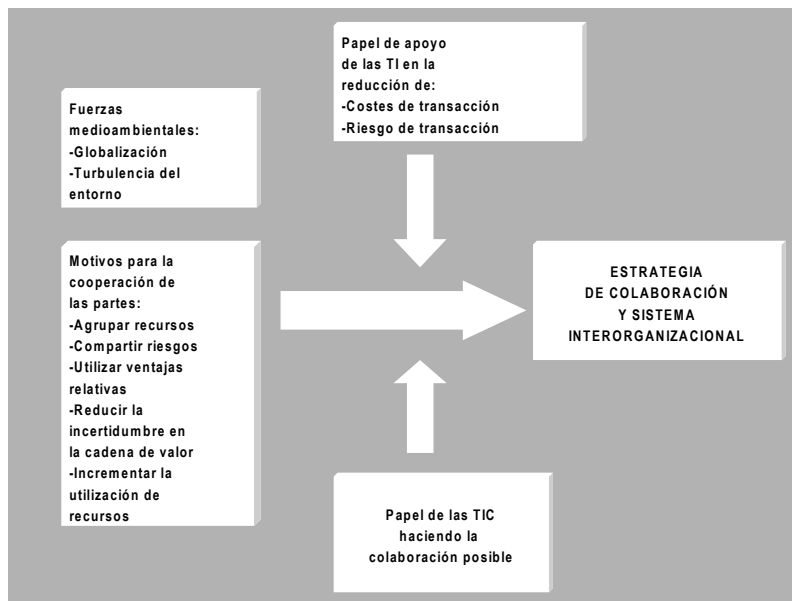 Papel de apoyo
de las TI en la
reducción de:
-Costes de transacción
-Riesgo de transacción
Fuerzas
medioambientales:
-Globalización
-Turbulencia del
entorno
Motivos para la
cooperación de
las partes:
-Agrupar recursos
-Compartir riesgos
-Utilizar ventajas
relativas
-Reducir la
incertidumbre en
la cadena de valor
-Incrementar la
utilización de
recursos
ESTRATEGIA
DE COLABORACIÓN
Y SISTEMA
INTERORGANIZACIONAL
Papel de las TIC
haciendo la
colaboración posible